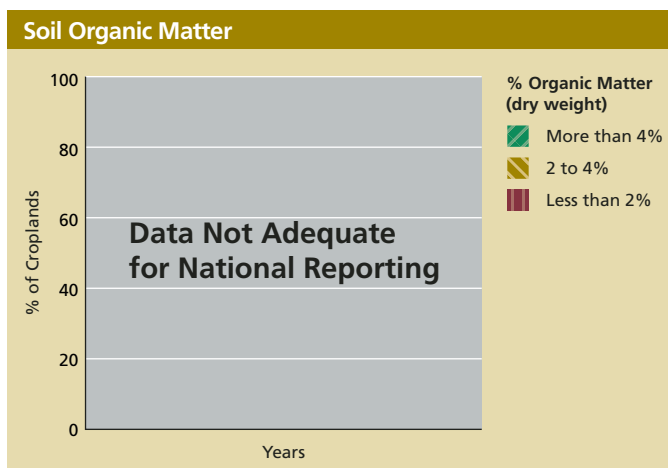 Soil Organic Matter
100
80
60
40
20
0
% of Croplands
Data Not Adequate
for National Reporting
Years
% Organic Matter
(dry weight)
More than 4%
2 to 4%
Less than 2%